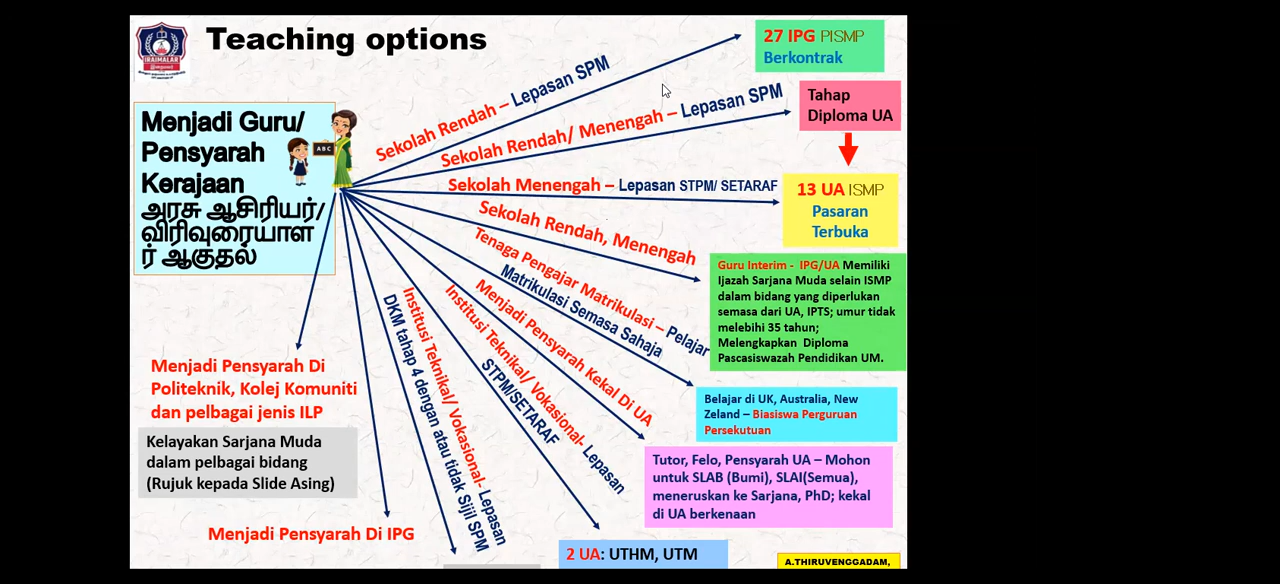 Teaching options
IRAIMALAR
Menjadi Guru/
Pensyarah
Kerajaan
அரசு ஆசிரியர்/
விரிவுரையாள
ர் ஆகுதல்
A B C
Sekolah Rendah – Lepasan SPM
27 IPG PISMP
Berkontrak
Sekolah Rendah/ Menengah – Lepasan SPM
Tahap
Diploma UA
Sekolah Menengah – Lepasan STPM/ SETARAF
13 UA ISMP
Pasaran
Terbuka
Sekolah Rendah, Menengah
Guru Interim - IPG/UA Memiliki
Ijazah Sarjana Muda selain ISMP
dalam bidang yang diperlukan
semasa dari UA, IPTS; umur tidak
melebihi 35 tahun;
Melengkapkan Diploma
Pascasiswazah Pendidikan UM.
Tenaga Pengajar Matrikulasi – Pelajar
Matrikulasi Semasa Sahaja
Belajar di UK, Australia, New
Zeland – Biasiswa Perguruan
Persekutuan
Menjadi Pensyarah Kekal Di UA
Tutor, Felo, Pensyarah UA – Mohon
untuk SLAB (Bumi), SLAI(Semua),
meneruskan ke Sarjana, PhD; kekal
di UA berkenaan
Institusi Teknikal/ Vokasional- Lepasan
STPM/SETARAF
2 UA: UTHM, UTM
Institusi Teknikal/ Vokasional- Lepasan
DKM tahap 4 dengan atau tidak Sijil SPM
Menjadi Pensyarah Di IPG
Menjadi Pensyarah Di
Politeknik, Kolej Komuniti
dan pelbagai jenis ILP
Kelayakan Sarjana Muda
dalam pelbagai bidang
(Rujuk kepada Slide Asing)
A.THIRUVENGGADAM,